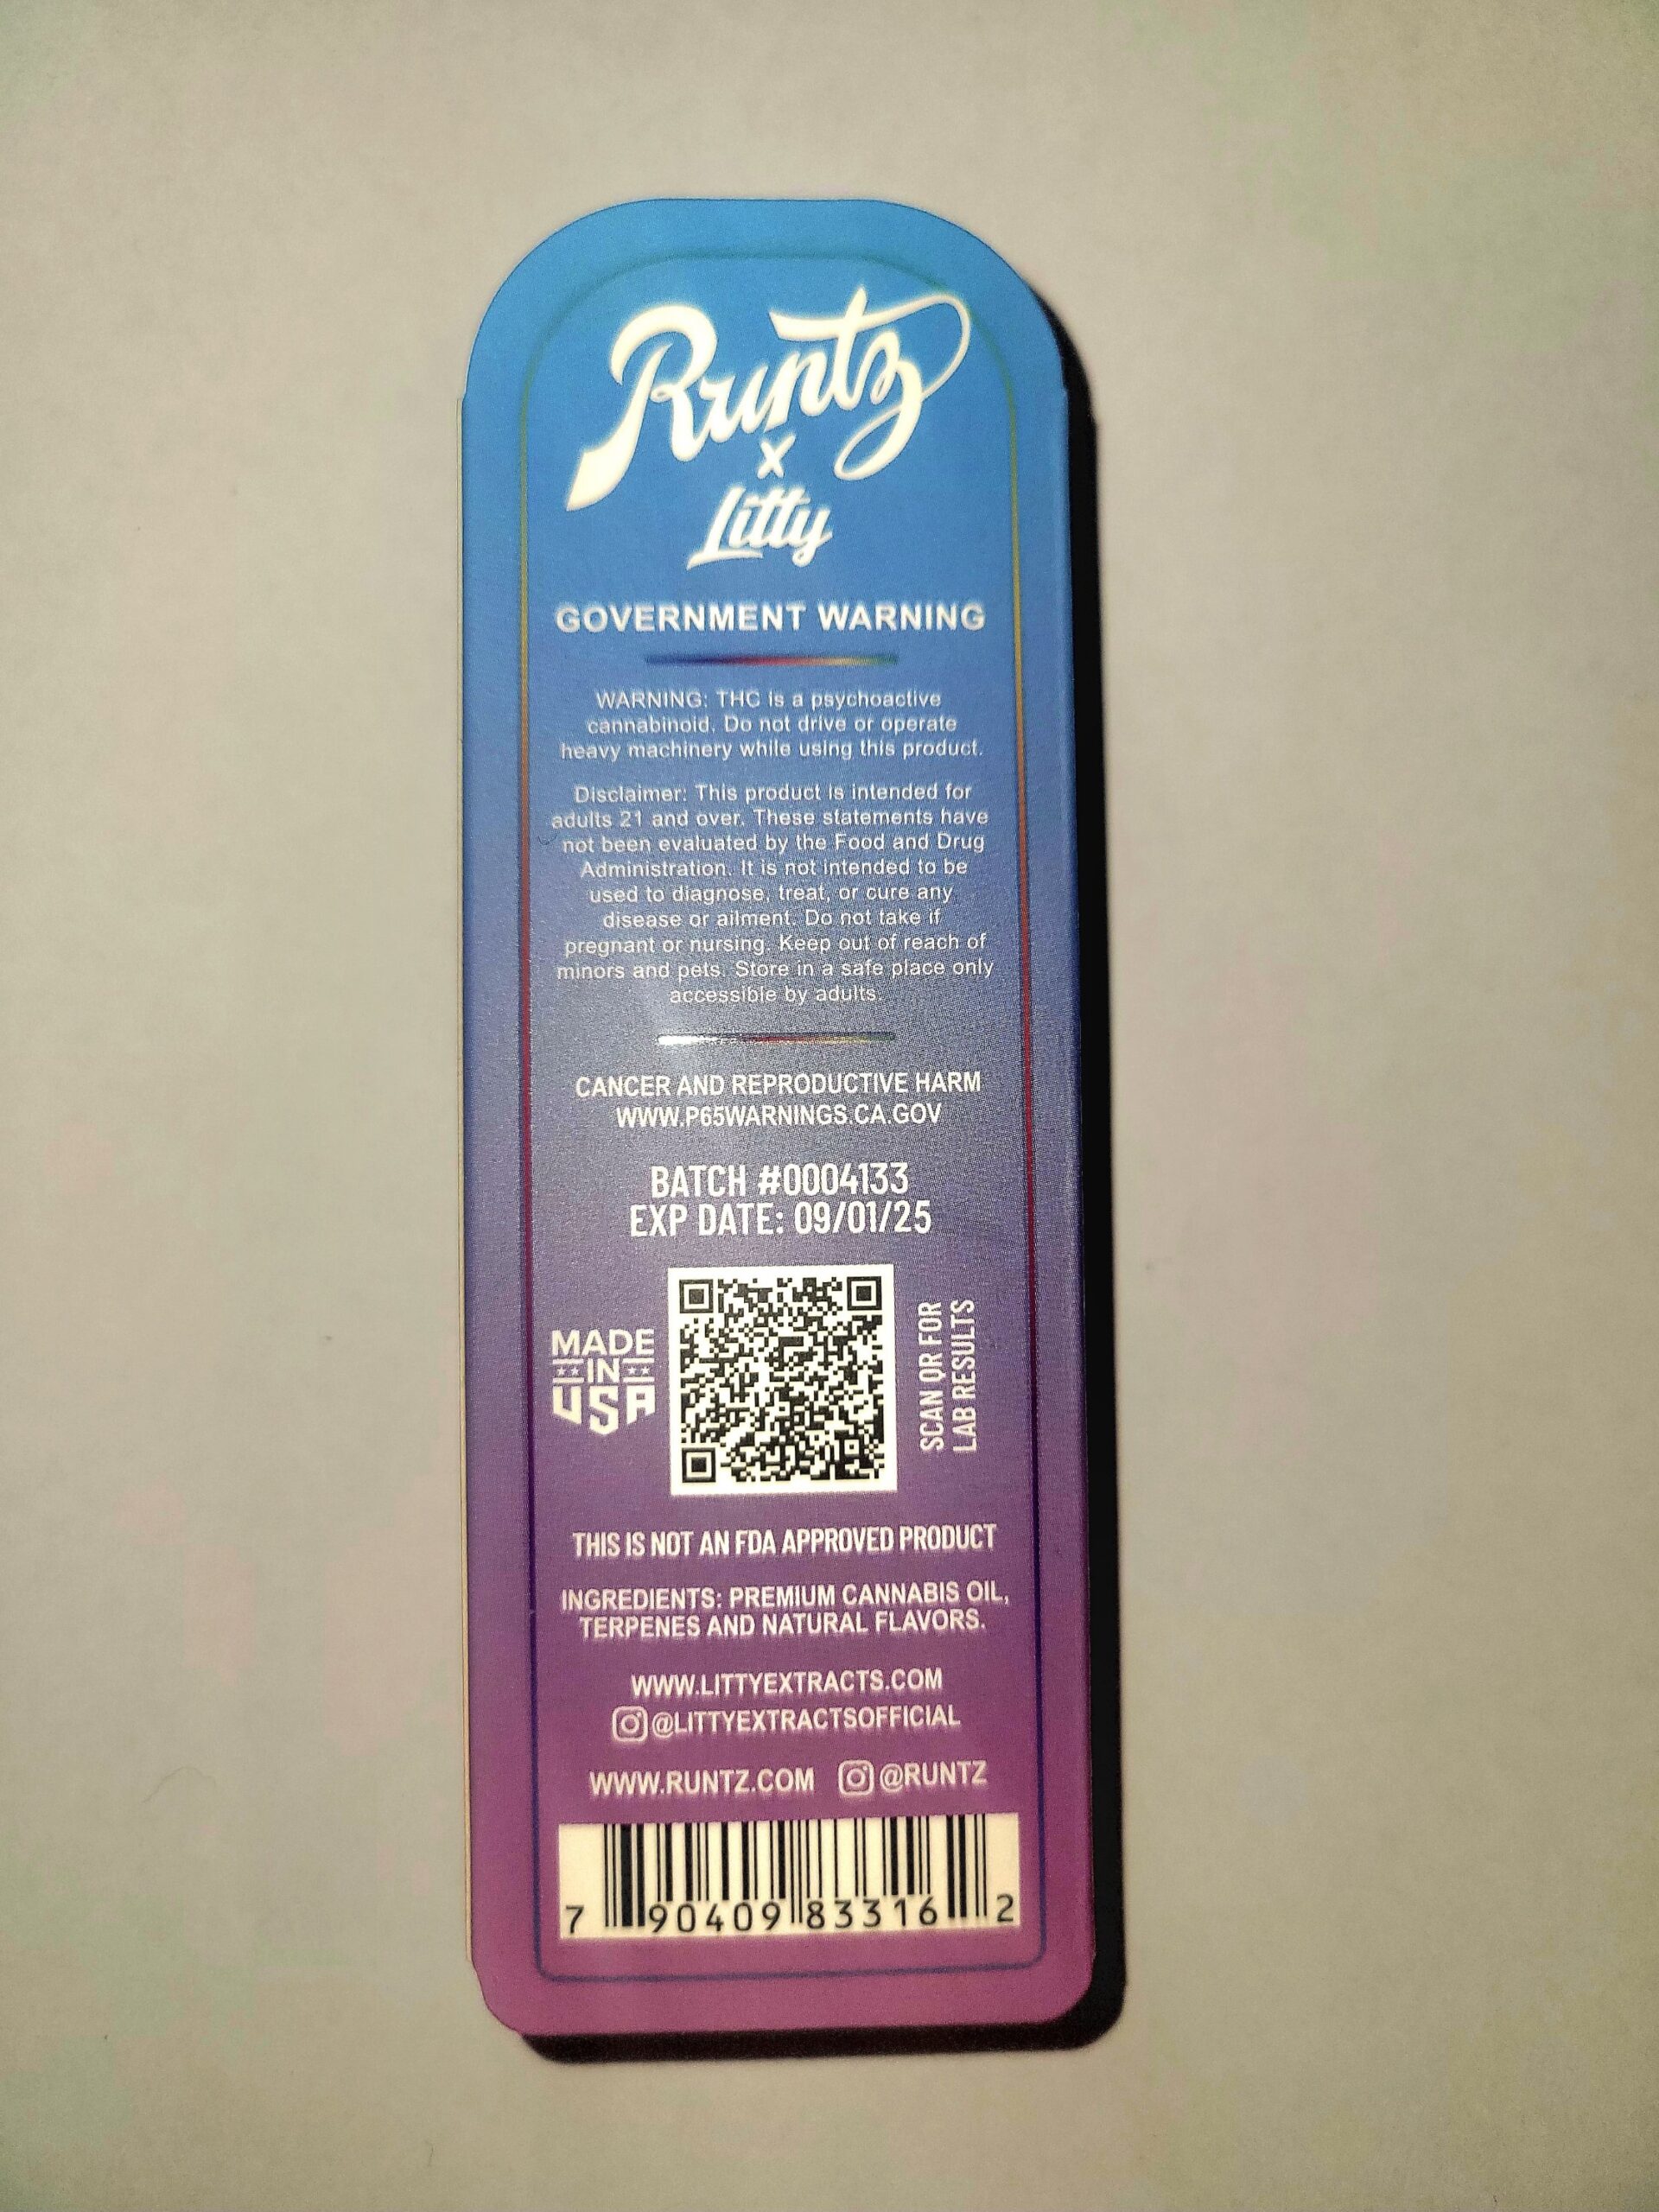 Runtz
x
Litty
GOVERNMENT WARNING
WARNING: THC is a psychoactive
cannabinoid. Do not drive or operate
heavy machinery while using this product.
Disclaimer: This product is intended for
adults 21 and over. These statements have
not been evaluated by the Food and Drug
Administration. It is not intended to be
used to diagnose, treat, or cure any
disease or ailment. Do not take if
pregnant or nursing. Keep out of reach of
minors and pets. Store in a safe place only
accessible by adults.
CANCER AND REPRODUCTIVE HARM
WWW.P65WARNINGS.CA.GOV
BATCH #0004133
EXP DATE: 09/01/25
MADE
IN
USA
SCAN QR FOR
LAB RESULTS
THIS IS NOT AN FDA APPROVED PRODUCT
INGREDIENTS: PREMIUM CANNABIS OIL,
TERPENES AND NATURAL FLAVORS.
WWW.LITTYEXTRACTS.COM
@LITTYEXTRACTSOFFICIAL
WWW.RUNTZ.COM @RUNTZ
7 90409 83316 2